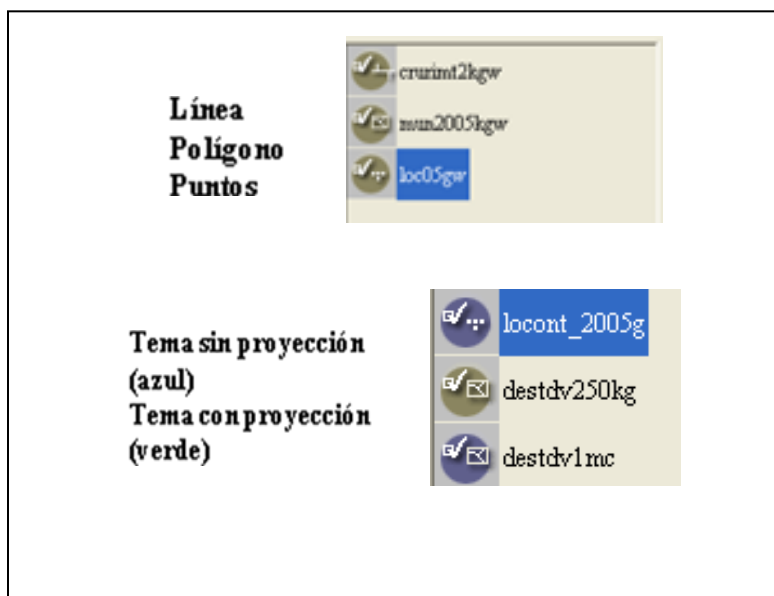 Línea
Polígono
Puntos
crurimt2kgw
mun2005kgw
loc05gw
Tema sin proyección
(azul)
Tema con proyección
(verde)
locont_2005g
destdv250kg
destdv1mc